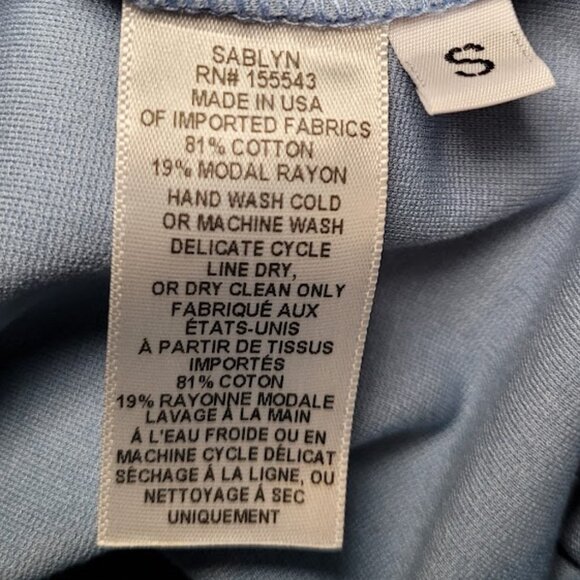 SABLYN
RN# 155543
MADE IN USA
OF IMPORTED FABRICS
81% COTTON
19% MODAL RAYON
HAND WASH COLD
OR MACHINE WASH
DELICATE CYCLE
LINE DRY,
OR DRY CLEAN ONLY
FABRIQUÉ AUX
ÉTATS-UNIS
À PARTIR DE TISSUS
IMPORTÉS
81% COTON
19% RAYONNE MODALE
LAVAGE À LA MAIN
À L'EAU FROIDE OU EN
MACHINE CYCLE DÉLICAT
SÉCHAGE À LA LIGNE, OU
NETTOYAGE À SEC
UNIQUEMENT
S